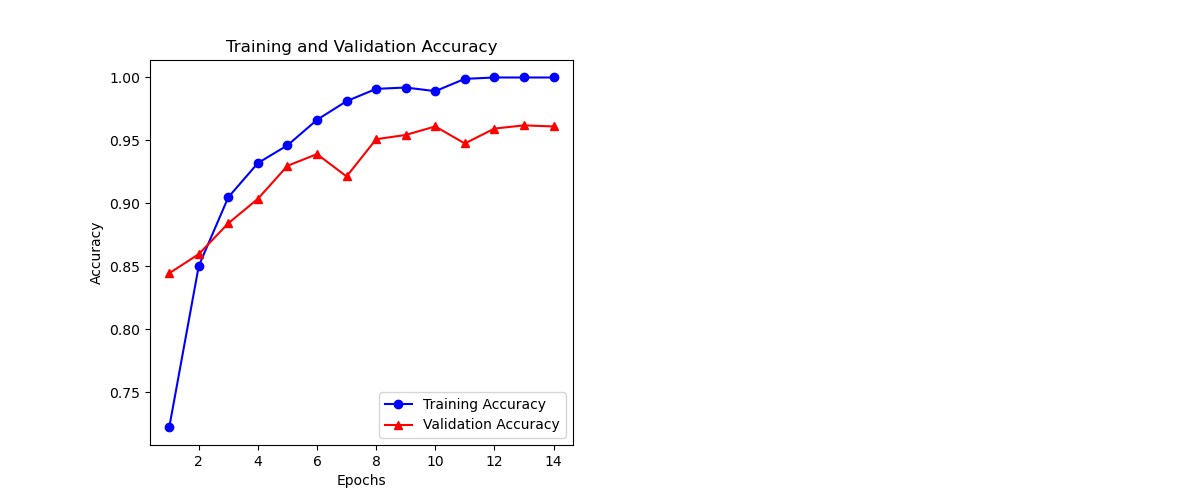 Training and Validation Accuracy
1.00
0.95
0.90
0.85
0.80
0.75
Accuracy
Training Accuracy
Validation Accuracy
2 4 6 8 10 12 14
Epochs